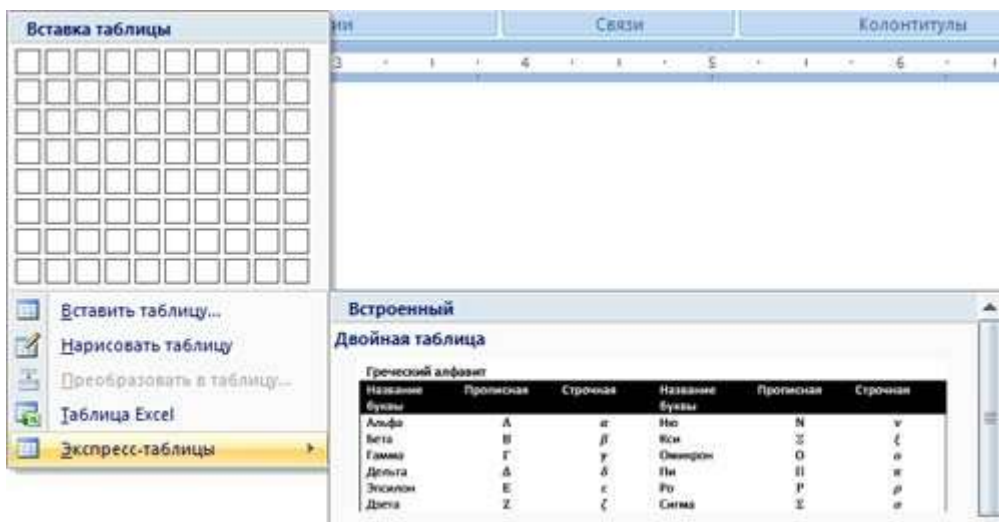 Вставка таблицы
ии Связи Колонтитулы
3 4 5 6
Вставить таблицу...
Нарисовать таблицу
Преобразовать в таблицу...
Таблица Excel
Экспресс-таблицы
Встроенный
Двойная таблица
Греческий алфавит
Название буквы Прописная Строчная Название буквы Прописная Строчная
Альфа Α α Ню Ν ν
Бета Β β Кси Ξ ξ
Гамма Γ γ Омикрон Ο ο
Дельта Δ δ Пи Π π
Эпсилон Ε ε Ро Ρ ρ
Дзета Ζ ζ Сигма Σ σ